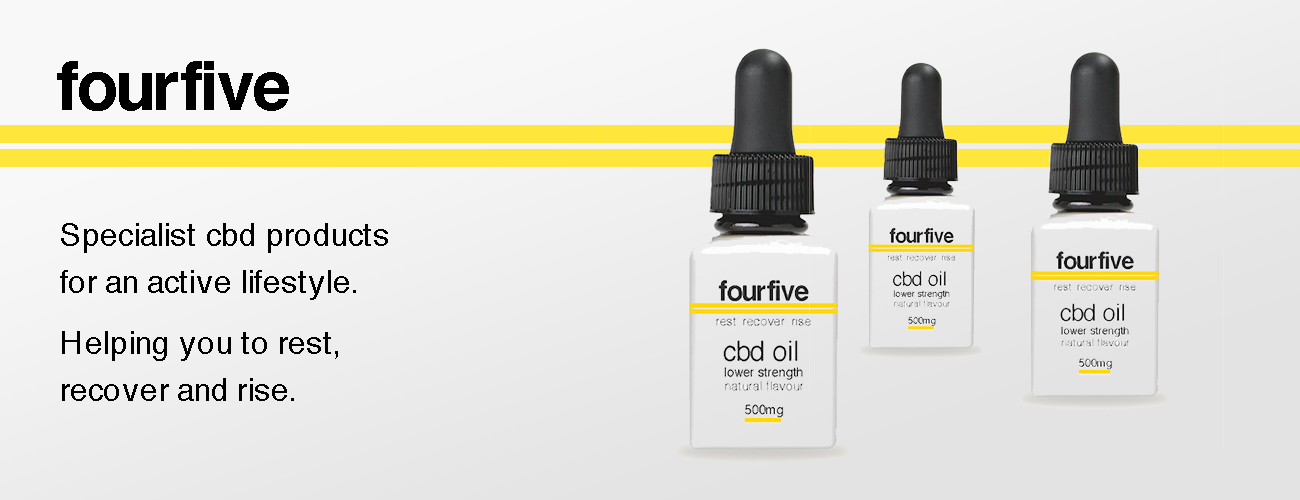 fourfive
Specialist cbd products
for an active lifestyle.
Helping you to rest,
recover and rise.
fourfive
rest recover rise
cbd oil
lower strength
natural flavour
500mg
fourfive
rest recover rise
cbd oil
lower strength
natural flavour
500mg
fourfive
rest recover rise
cbd oil
lower strength
natural flavour
500mg